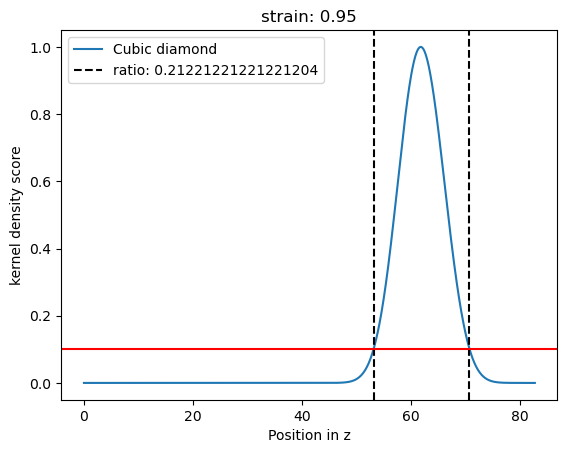 strain: 0.95
Cubic diamond
ratio: 0.21221221221221204
kernel density score
1.0
0.8
0.6
0.4
0.2
0.0
0
20
40
60
80
Position in z